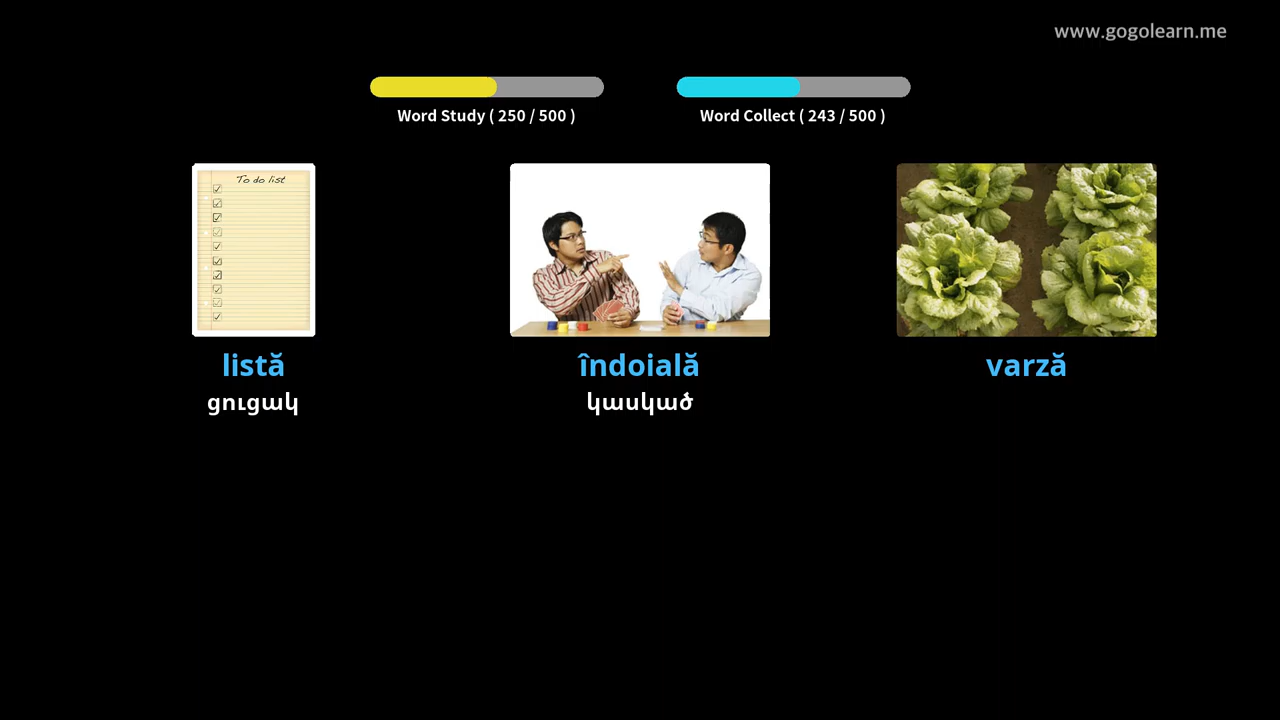 www.gogolearn.me
Word Study ( 250 / 500 )
Word Collect ( 243 / 500 )
To do list
listă
ցուցակ
îndoială
կասկած
varză